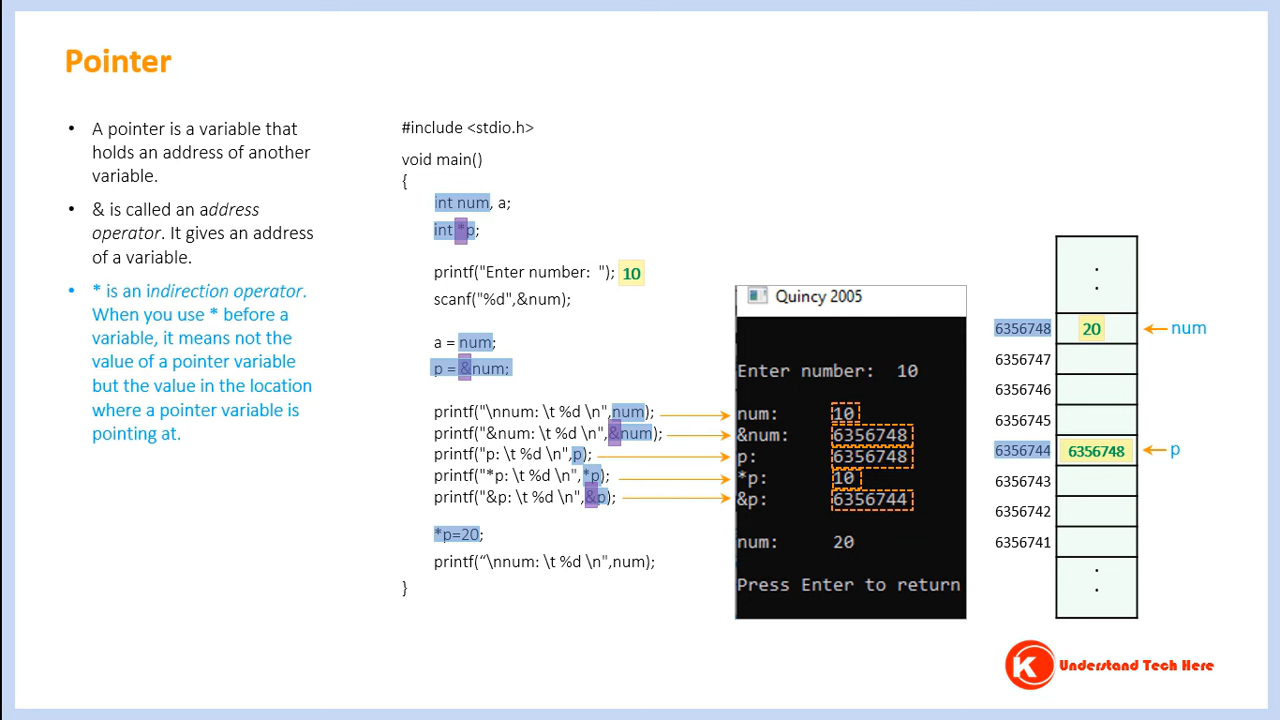 Pointer
• A pointer is a variable that
holds an address of another
variable.
• & is called an address
operator. It gives an address
of a variable.
• * is an indirection operator.
When you use * before a
variable, it means not the
value of a pointer variable
but the value in the location
where a pointer variable is
pointing at.
#include <stdio.h>
void main()
{
int num, a;
int *p;
printf("Enter number:  "); 10
scanf("%d",&num);
a = num;
p = &num;
printf("\nnum: \t %d \n",num);
printf("&num: \t %d \n",&num);
printf("p: \t %d \n",p);
printf("*p: \t %d \n",*p);
printf("&p: \t %d \n",&p);
*p=20;
printf(“\nnum: \t %d \n",num);
}
Quincy 2005
Enter number:  10
num: 10
&num: 6356748
p: 6356748
*p: 10
&p: 6356744
num: 20
Press Enter to return
.
.
6356748 20 num
6356747
6356746
6356745
6356744 6356748 p
6356743
6356742
6356741
.
.
K Understand Tech Here